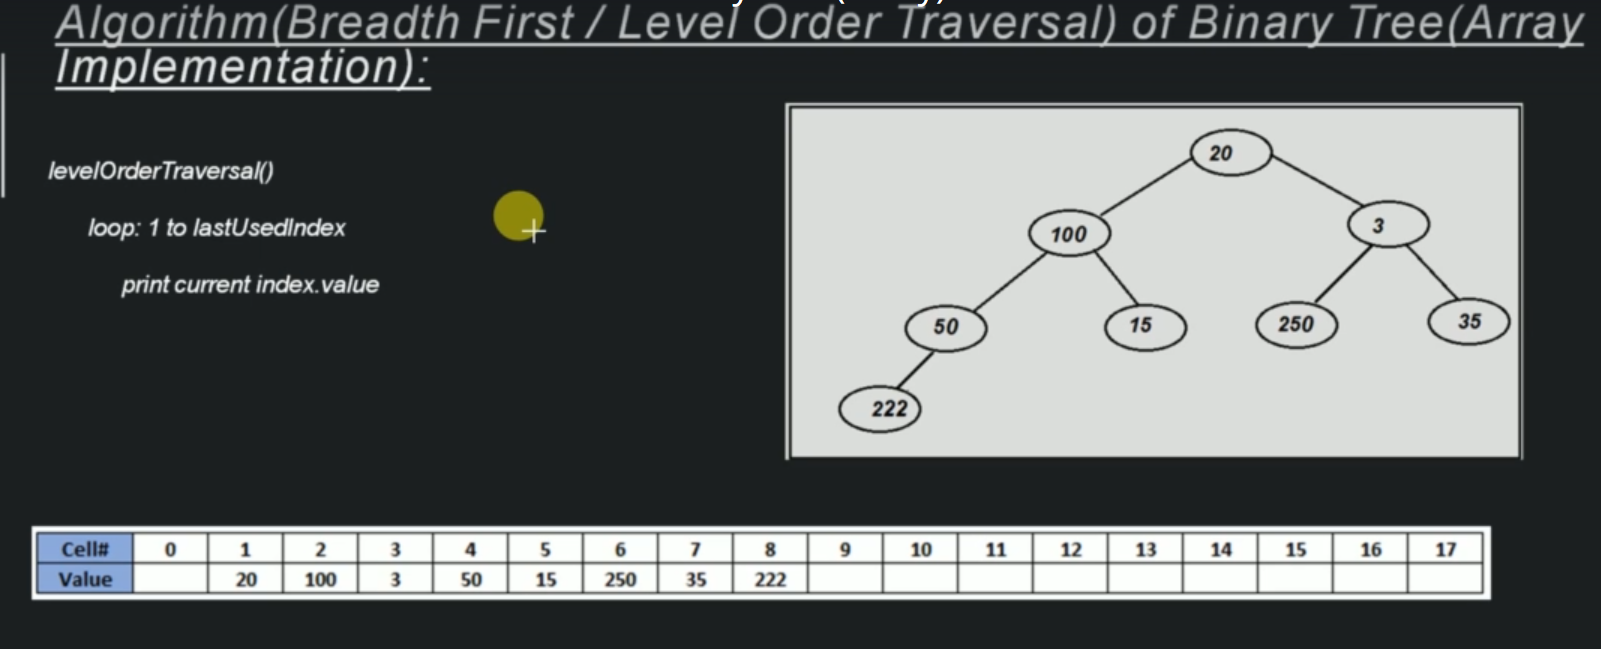 Algorithm(Breadth First / Level Order Traversal) of Binary Tree(Array
Implementation):
levelOrderTraversal()
loop: 1 to lastUsedIndex
print current index.value
20
100
3
50
15
250
35
222
Cell# 0 1 2 3 4 5 6 7 8 9 10 11 12 13 14 15 16 17
Value 20 100 3 50 15 250 35 222